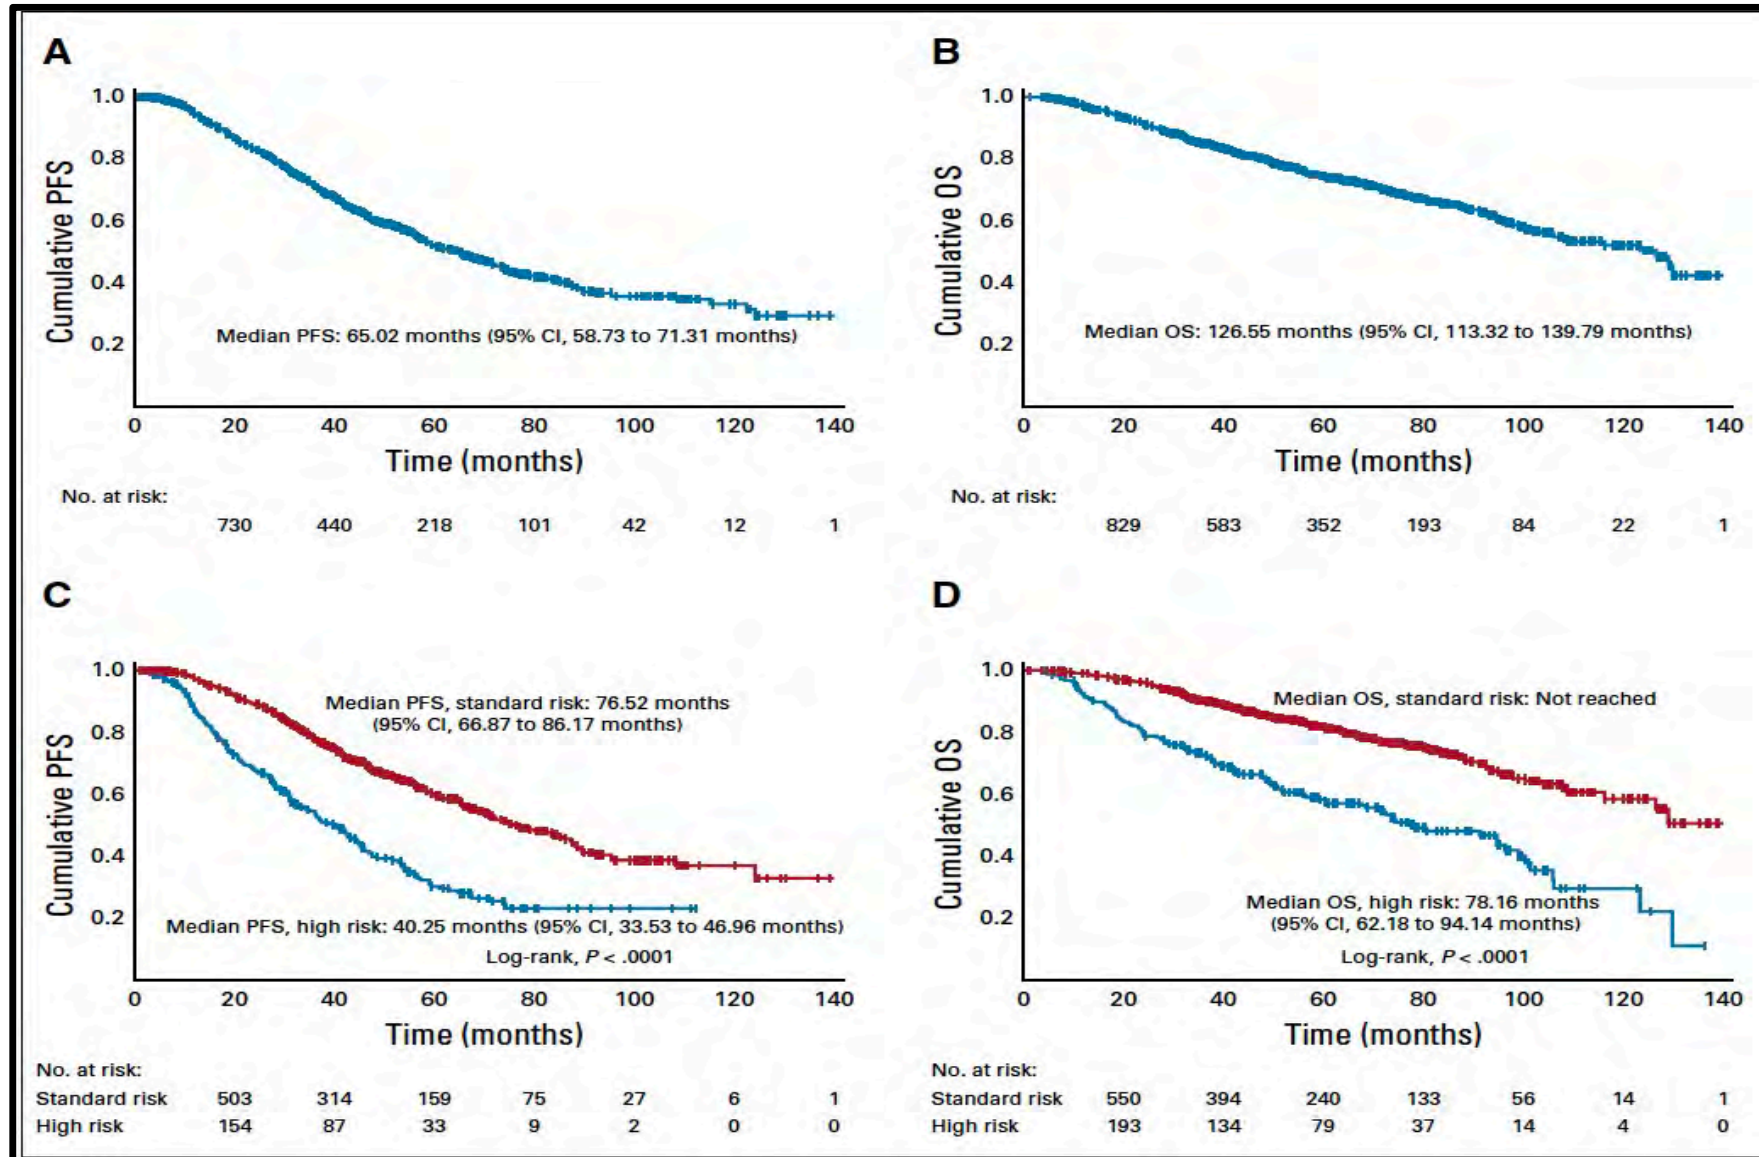 A
Cumulative PFS
1.0
0.8
0.6
0.4
0.2
Median PFS: 65.02 months (95% CI, 58.73 to 71.31 months)
0 20 40 60 80 100 120 140
Time (months)
No. at risk:
730 440 218 101 42 12 1
B
Cumulative OS
1.0
0.8
0.6
0.4
0.2
Median OS: 126.55 months (95% CI, 113.32 to 139.79 months)
0 20 40 60 80 100 120 140
Time (months)
No. at risk:
829 583 352 193 84 22 1
C
Cumulative PFS
1.0
0.8
0.6
0.4
0.2
Median PFS, standard risk: 76.52 months
(95% CI, 66.87 to 86.17 months)
Median PFS, high risk: 40.25 months (95% CI, 33.53 to 46.96 months)
Log-rank, P < .0001
0 20 40 60 80 100 120 140
Time (months)
No. at risk:
Standard risk 503 314 159 75 27 6 1
High risk 154 87 33 9 2 0 0
D
Cumulative OS
1.0
0.8
0.6
0.4
0.2
Median OS, standard risk: Not reached
Median OS, high risk: 78.16 months
(95% CI, 62.18 to 94.14 months)
Log-rank, P < .0001
0 20 40 60 80 100 120 140
Time (months)
No. at risk:
Standard risk 550 394 240 133 56 14 1
High risk 193 134 79 37 14 4 0